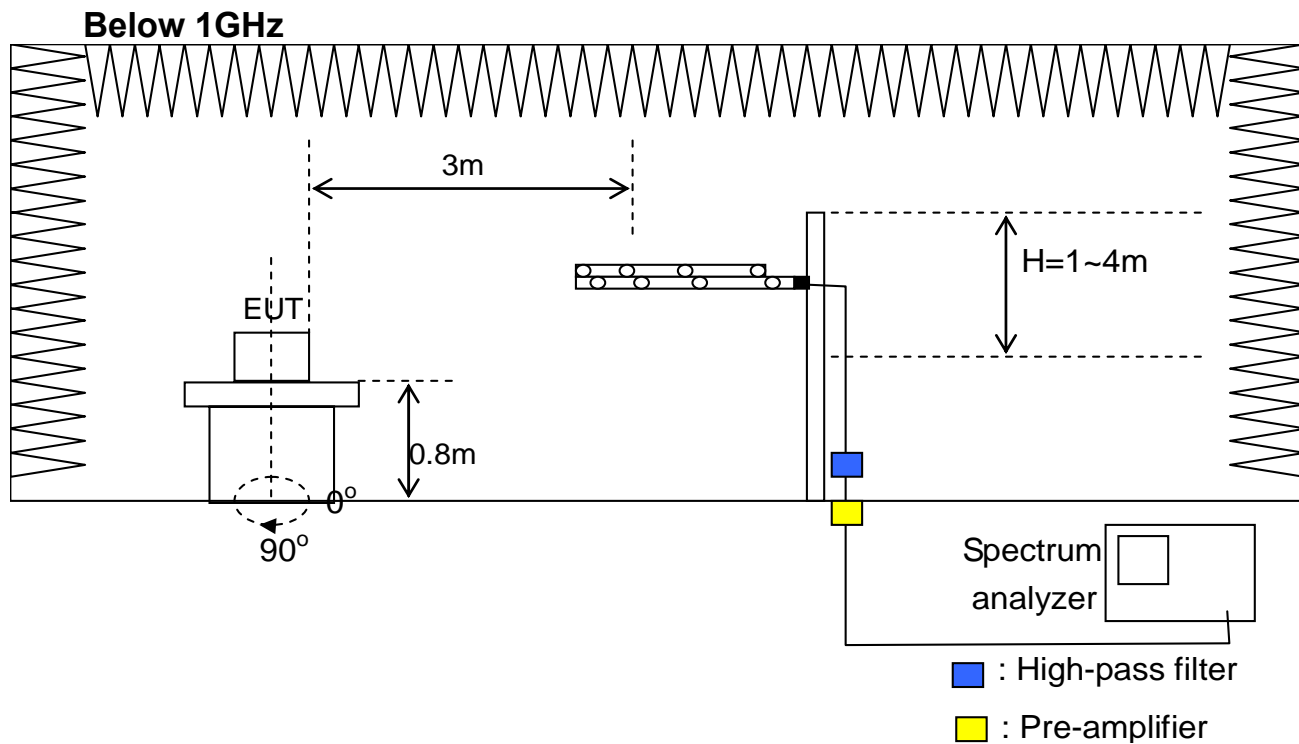 Below 1GHz
3m
H=1~4m
EUT
0.8m
0°
90°
Spectrum
analyzer
: High-pass filter
: Pre-amplifier